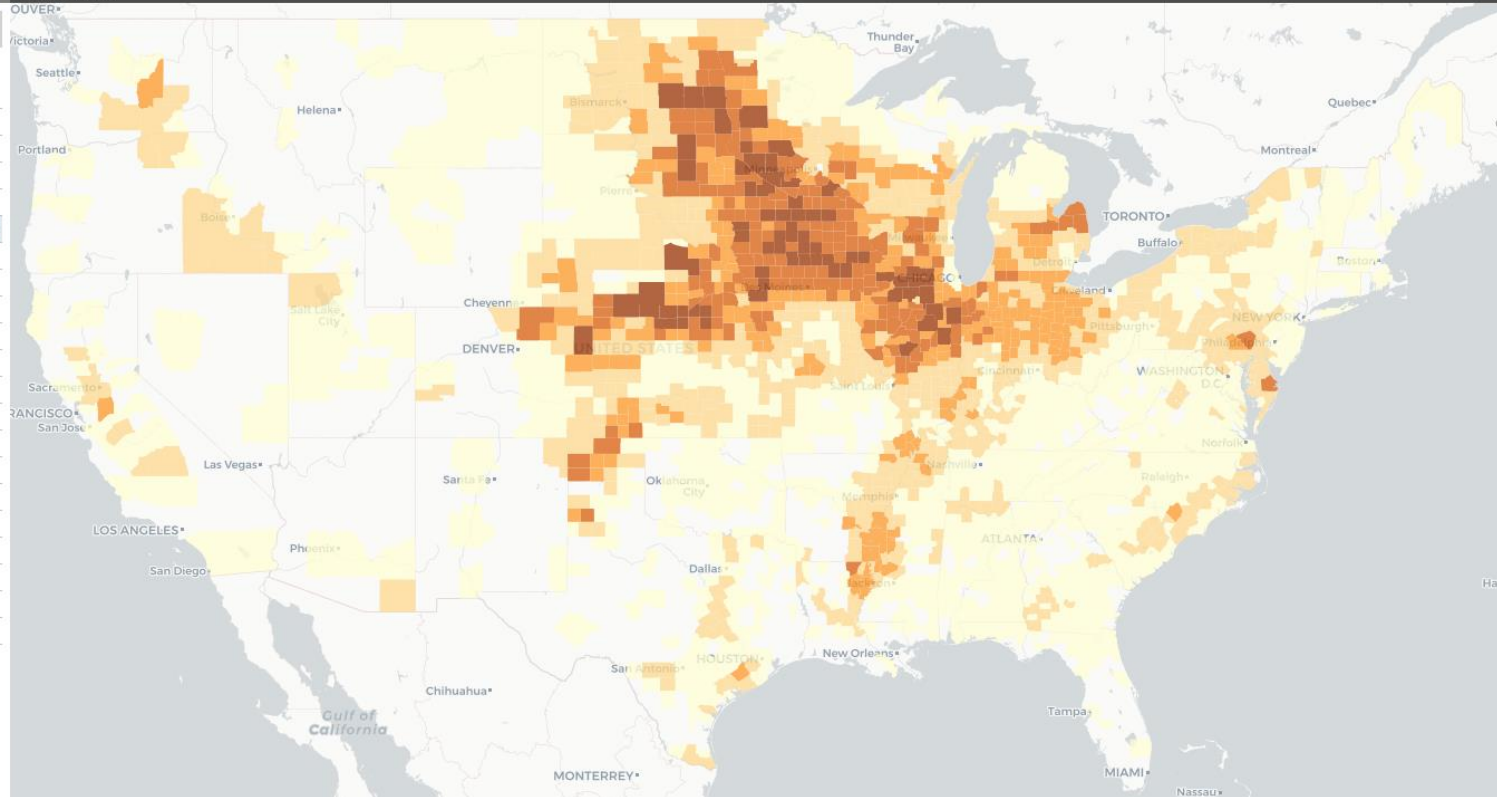 OUVER
Victoria
Thunder
Bay
Seattle
Quebec
Bismarck
Helena
Portland
Montreal
Minneapolis
Pierre
TORONTO
Boise
Milwaukee
Buffalo
Detroit
Boston
CHICAGO
Des Moines
Cleveland
Cheyenne
Salt Lake
City
NEW YORK
Pittsburgh
Philadelphia
DENVER
UNITED STATES
Cincinnati
WASHINGTON
D.C.
Sacramento
Saint Louis
RANCISCO
San Jose
Norfolk
Las Vegas
Nashville
Santa Fe
Oklahoma
City
Raleigh
Memphis
LOS ANGELES
ATLANTA
Phoenix
San Diego
Dallas
Jackson
Ha
New Orleans
HOUSTON
San Antonio
Chihuahua
Gulf of
California
Tampa
MONTERREY
MIAMI
Nassau